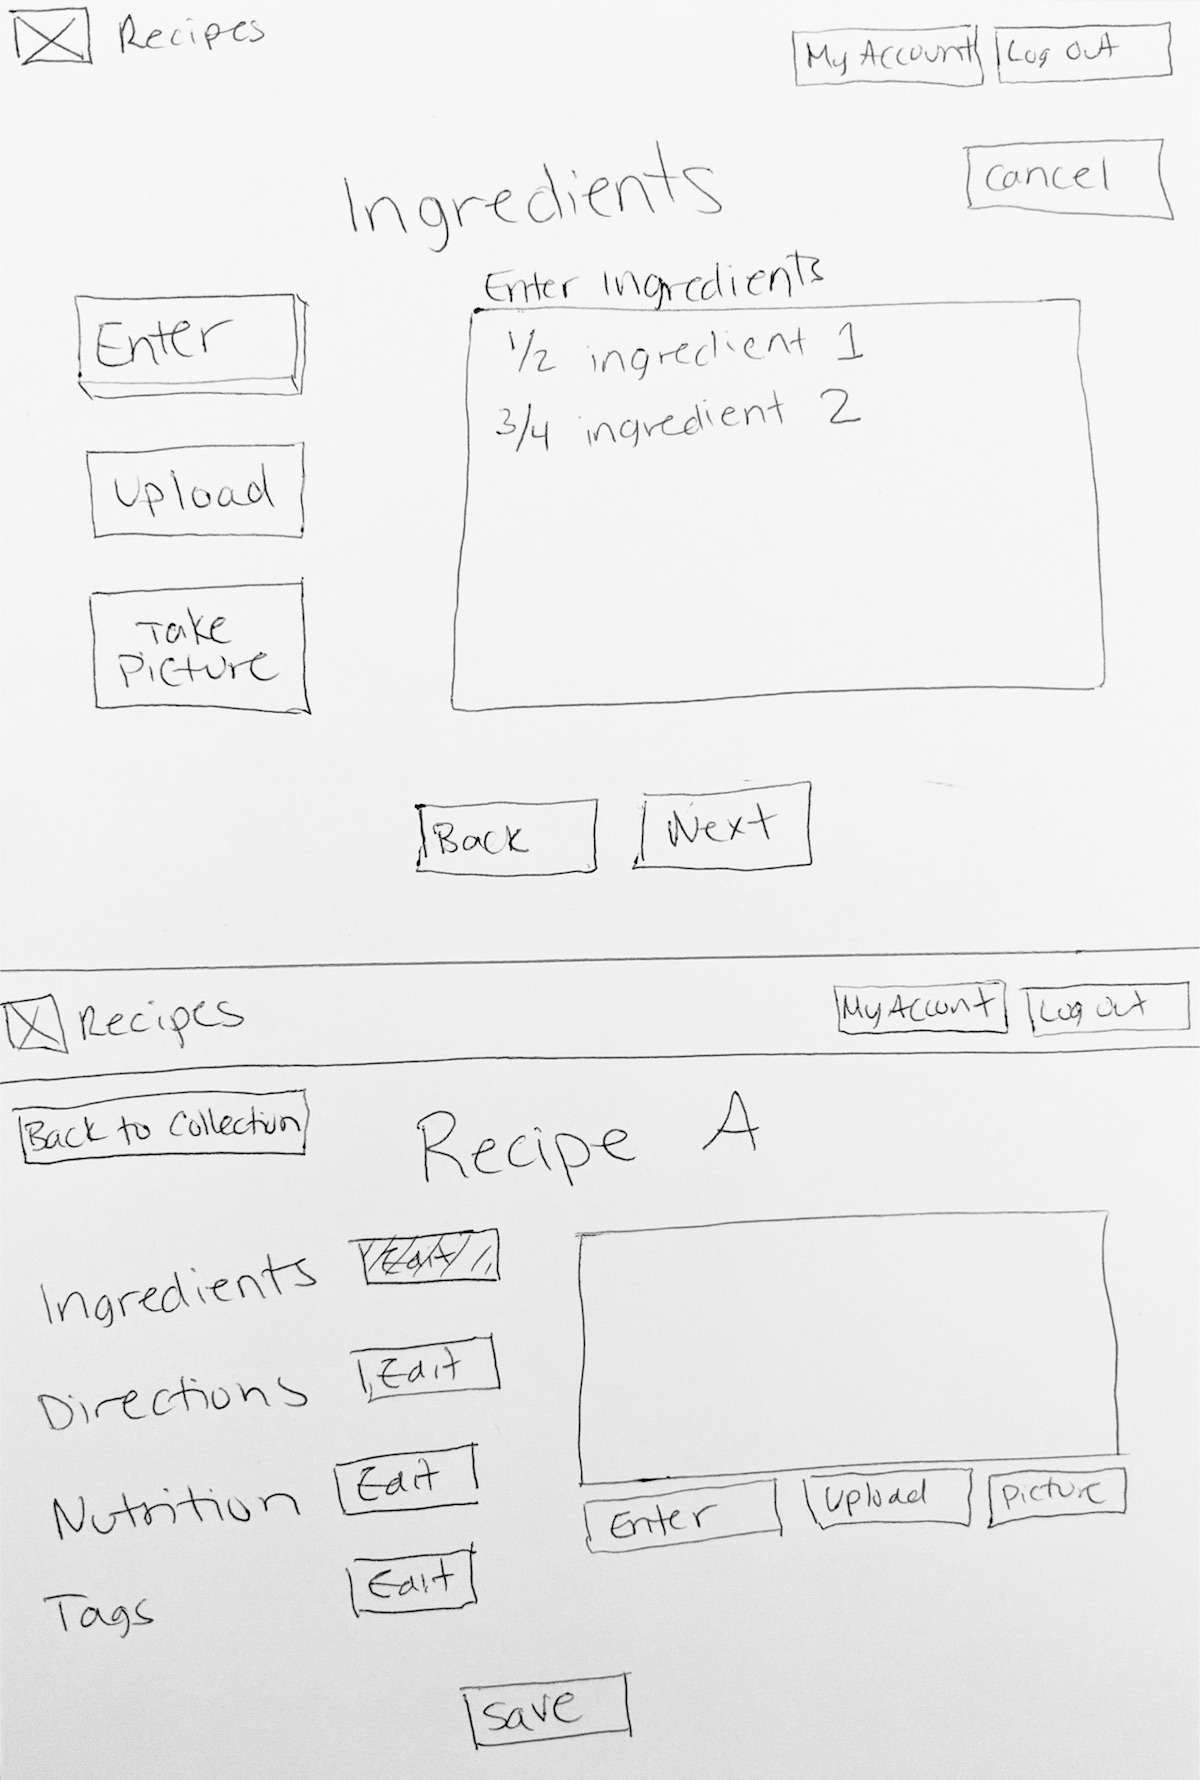 Recipes
My Account
Log Out
Cancel
Ingredients
Enter Ingredients
Enter
1/2 ingredient 1
3/4 ingredient 2
Upload
Take
Picture
Back
Next
Recipes
My Account
Log Out
Back to Collection
Recipe A
Ingredients
Edit
Directions
Edit
Nutrition
Edit
Tags
Edit
Enter
Upload
Picture
Save